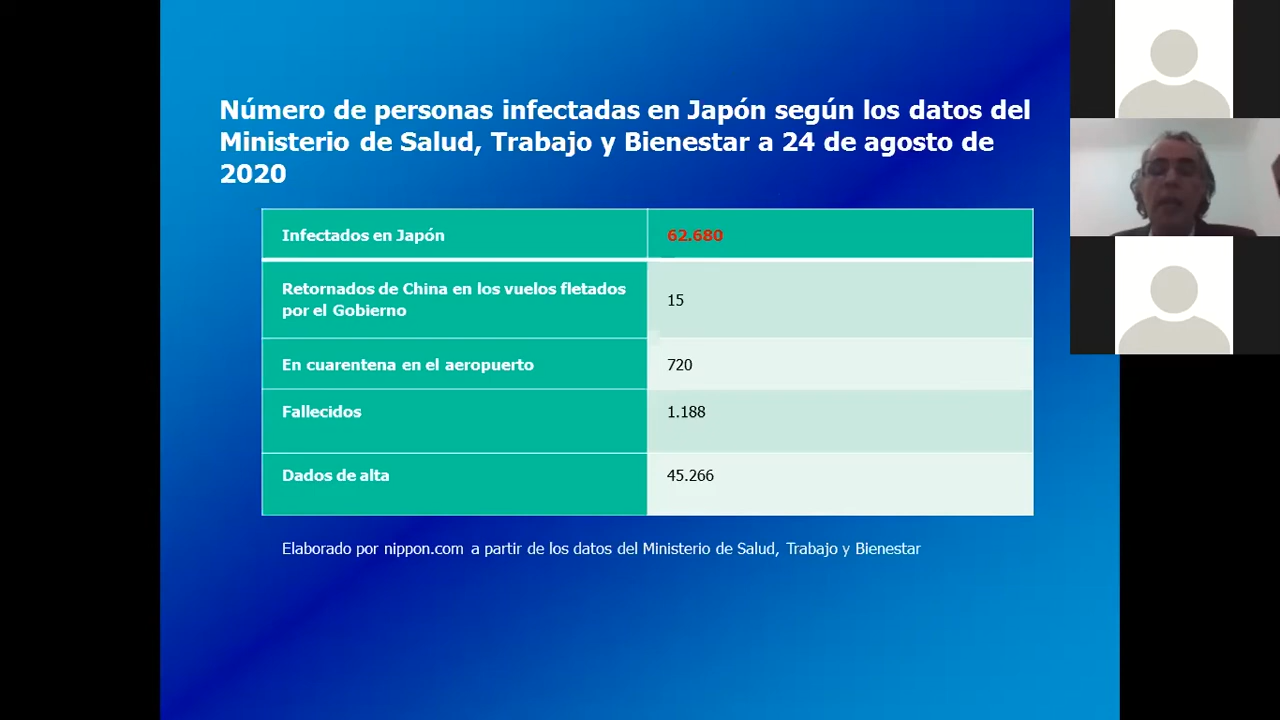 Número de personas infectadas en Japón según los datos del
Ministerio de Salud, Trabajo y Bienestar a 24 de agosto de
2020
Infectados en Japón 62.680
Retornados de China en los vuelos fletados
por el Gobierno
15
En cuarentena en el aeropuerto 720
Fallecidos 1.188
Dados de alta 45.266
Elaborado por nippon.com a partir de los datos del Ministerio de Salud, Trabajo y Bienestar